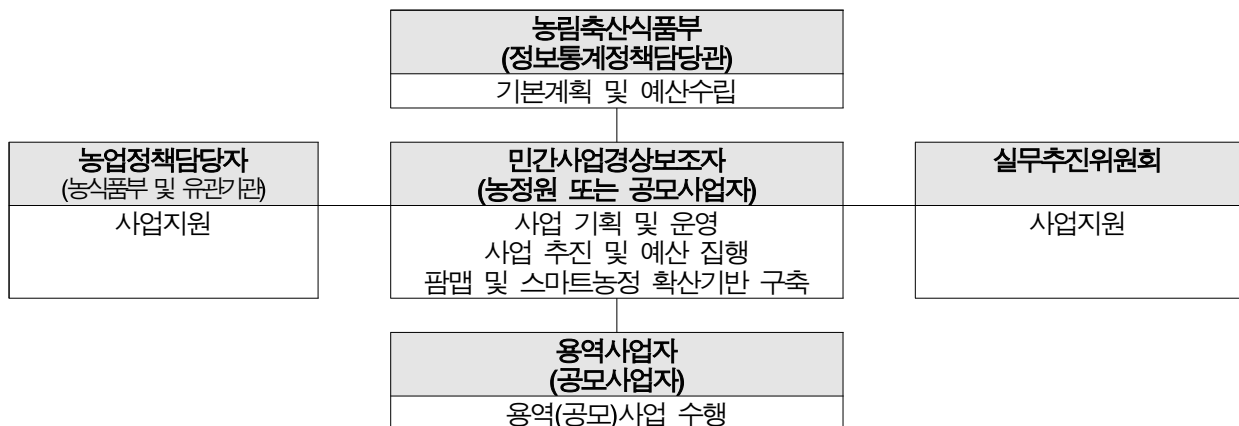 농림축산식품부
(정보통계정책담당관)
기본계획 및 예산수립
농업정책담당자
(농식품부 및 유관기관)
사업지원
민간사업경상보조자
(농정원 또는 공모사업자)
사업 기획 및 운영
사업 추진 및 예산 집행
팜맵 및 스마트농정 확산기반 구축
실무추진위원회
사업지원
용역사업자
(공모사업자)
용역(공모)사업 수행